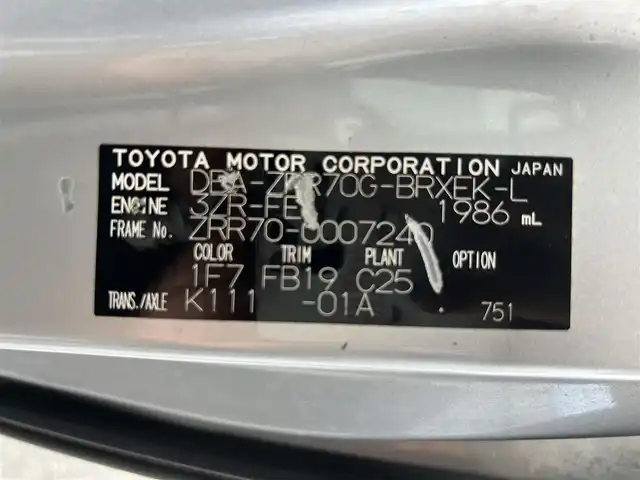 TOYOTA MOTOR CORPORATION JAPAN
MODEL DBA-ZRR70G-BRXEK-L
ENGINE 3ZR-FE 1986 mL
FRAME No. ZRR70-0007240
COLOR TRIM PLANT OPTION
1F7 FB19 C25
TRANS./AXLE K111 -01A 751